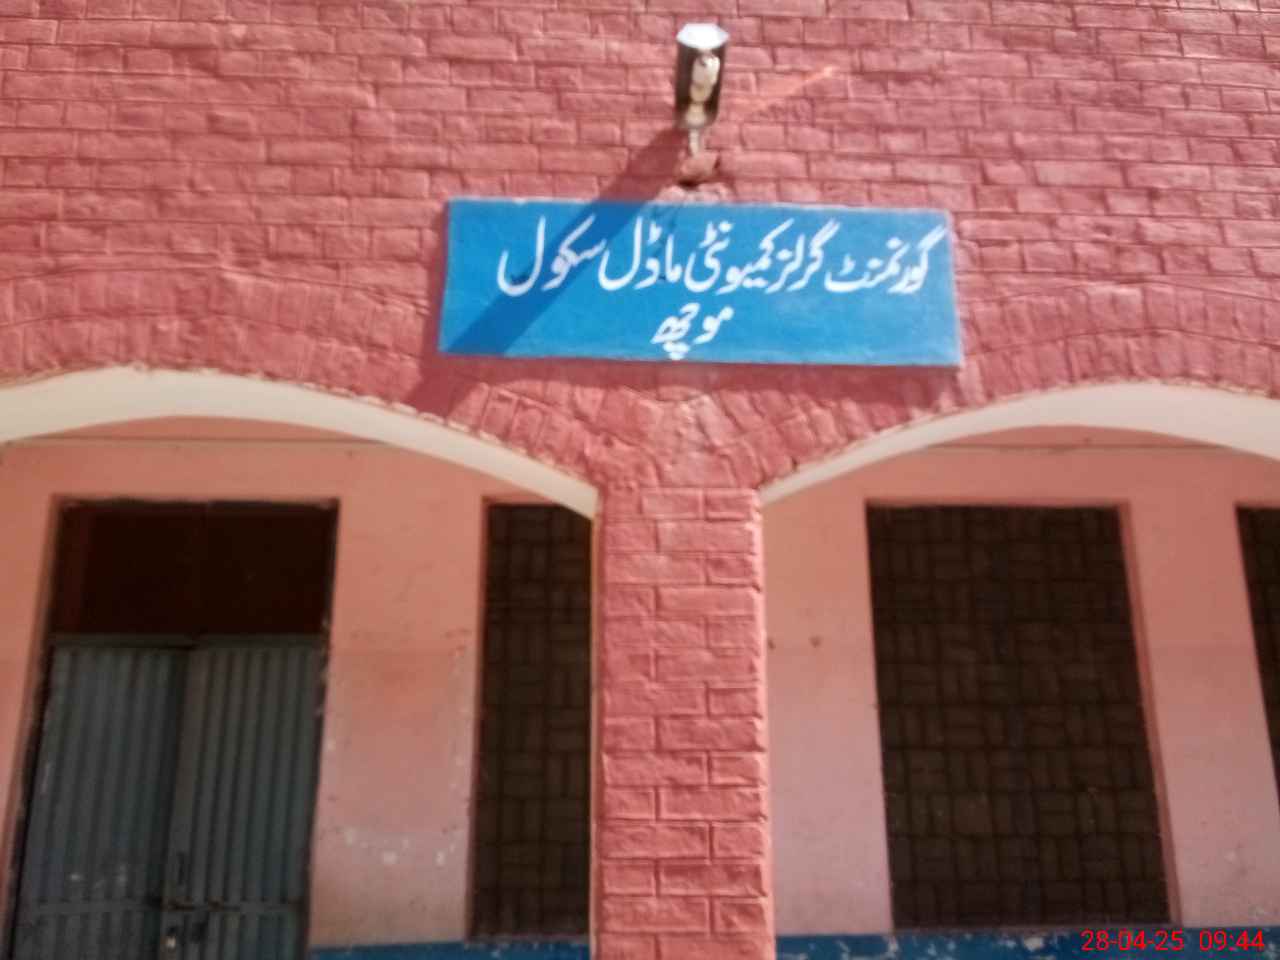 گورنمنٹ گرلز کمیونٹی ماڈل سکول
موچھ
28-04-25 09:44